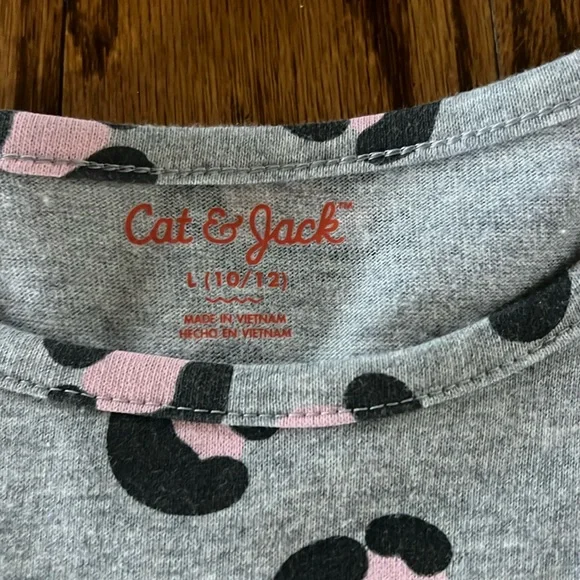 Cat & Jack™
L (10/12)
MADE IN VIETNAM
HECHO EN VIETNAM